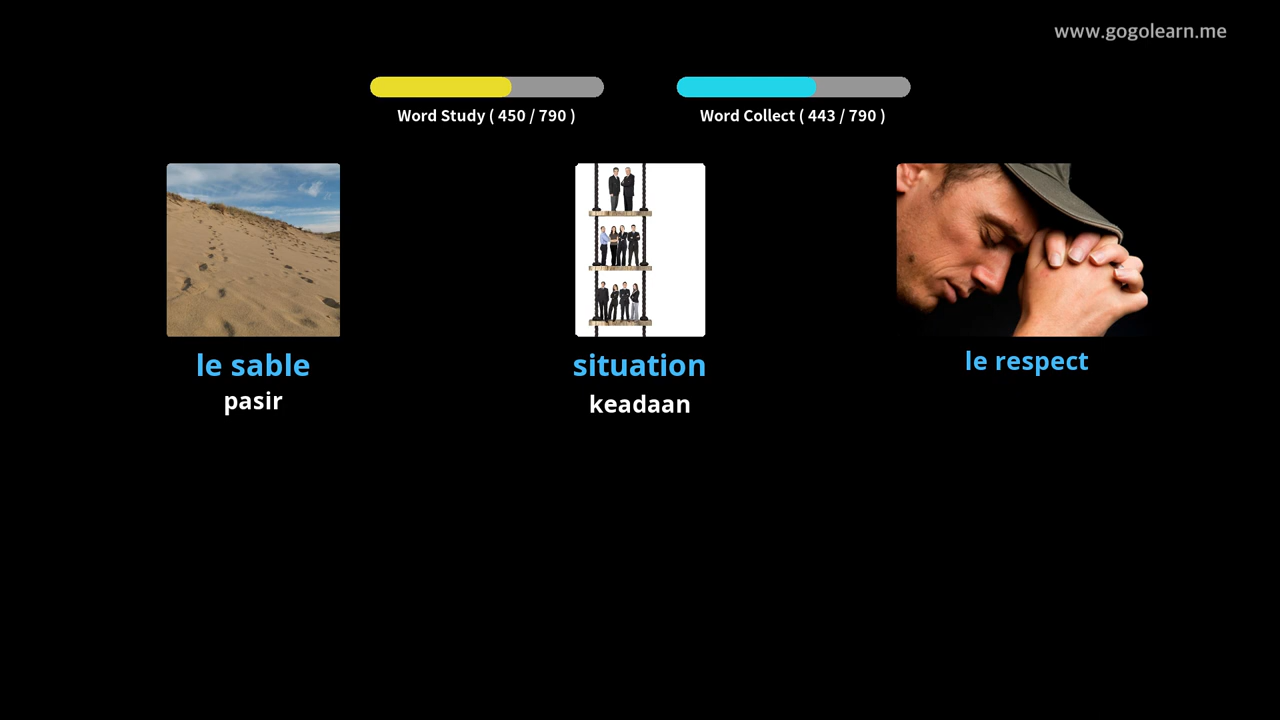 www.gogolearn.me
Word Study ( 450 / 790 )
Word Collect ( 443 / 790 )
le sable
pasir
situation
keadaan
le respect